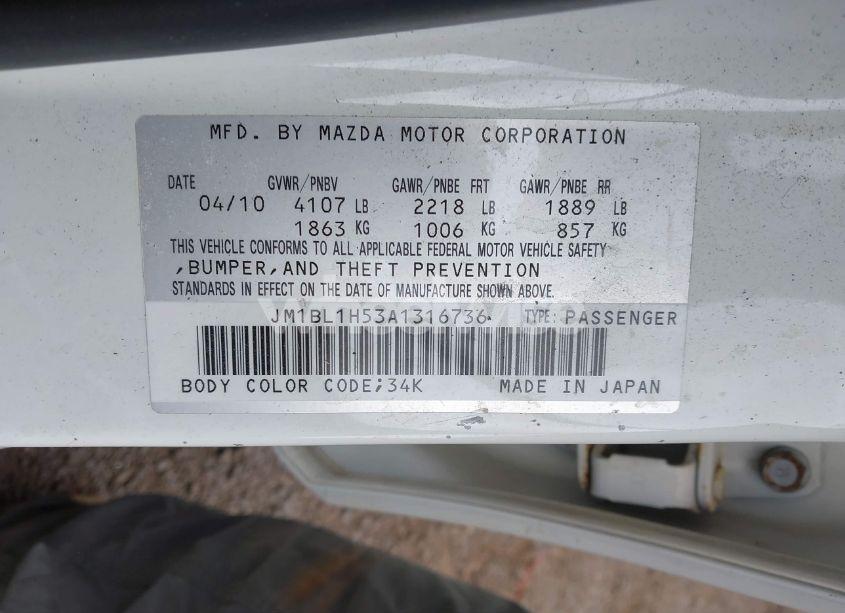 MFD. BY MAZDA MOTOR CORPORATION
DATE GVWR/PNBV GAWR/PNBE FRT GAWR/PNBE RR
04/10 4107 LB 2218 LB 1889 LB
1863 KG 1006 KG 857 KG
THIS VEHICLE CONFORMS TO ALL APPLICABLE FEDERAL MOTOR VEHICLE SAFETY
,BUMPER,AND THEFT PREVENTION
STANDARDS IN EFFECT ON THE DATE OF MANUFACTURE SHOWN ABOVE.
JM1BL1H53A1316736 TYPE: PASSENGER
BODY COLOR CODE;34K MADE IN JAPAN